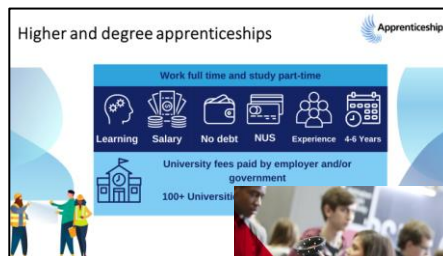 Higher and degree apprenticeships
Apprenticeship
Work full time and study part-time
Learning
Salary
No debt
NUS
Experience
4-6 Years
University fees paid by employer and/or
government
100+ Universiti